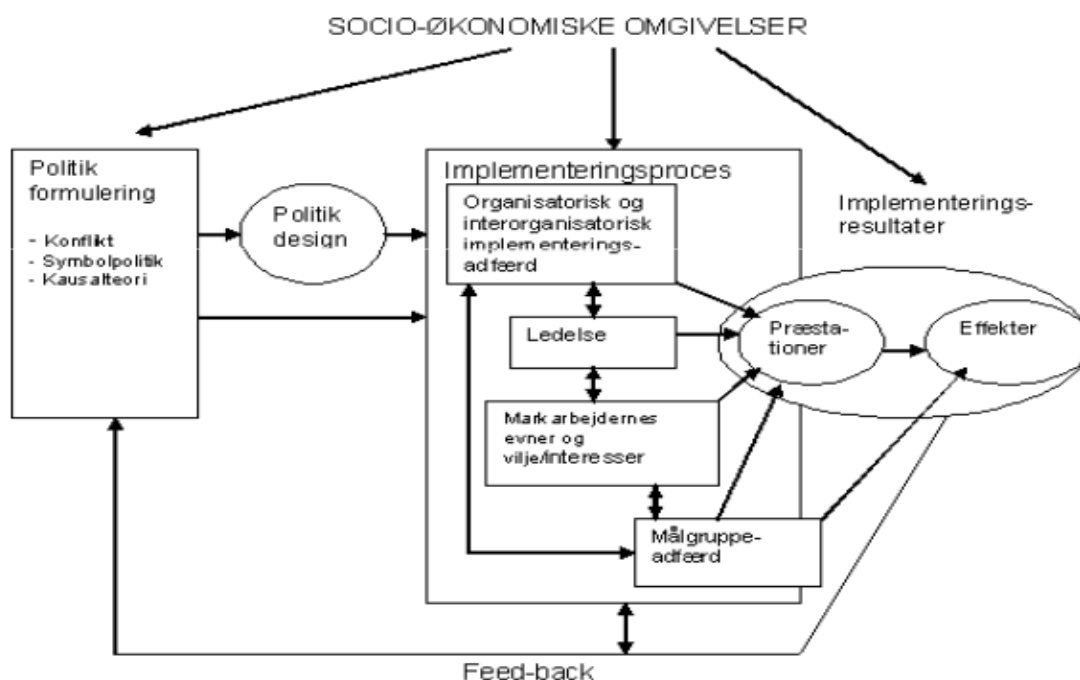 SOCIO-ØKONOMISKE OMGIVELSER
Politik
formulering
- Konflikt
- Symbolpolitik
- Kausalteori
Politik
design
Implementeringsproces
Organisatorisk og
interorganisatorisk
implementerings-
adfærd
Ledelse
Markarbejdernes
evner og
vilje/interesser
Målgruppe-
adfærd
Implementerings-
resultater
Præsta-
tioner
Effekter
Feed-back